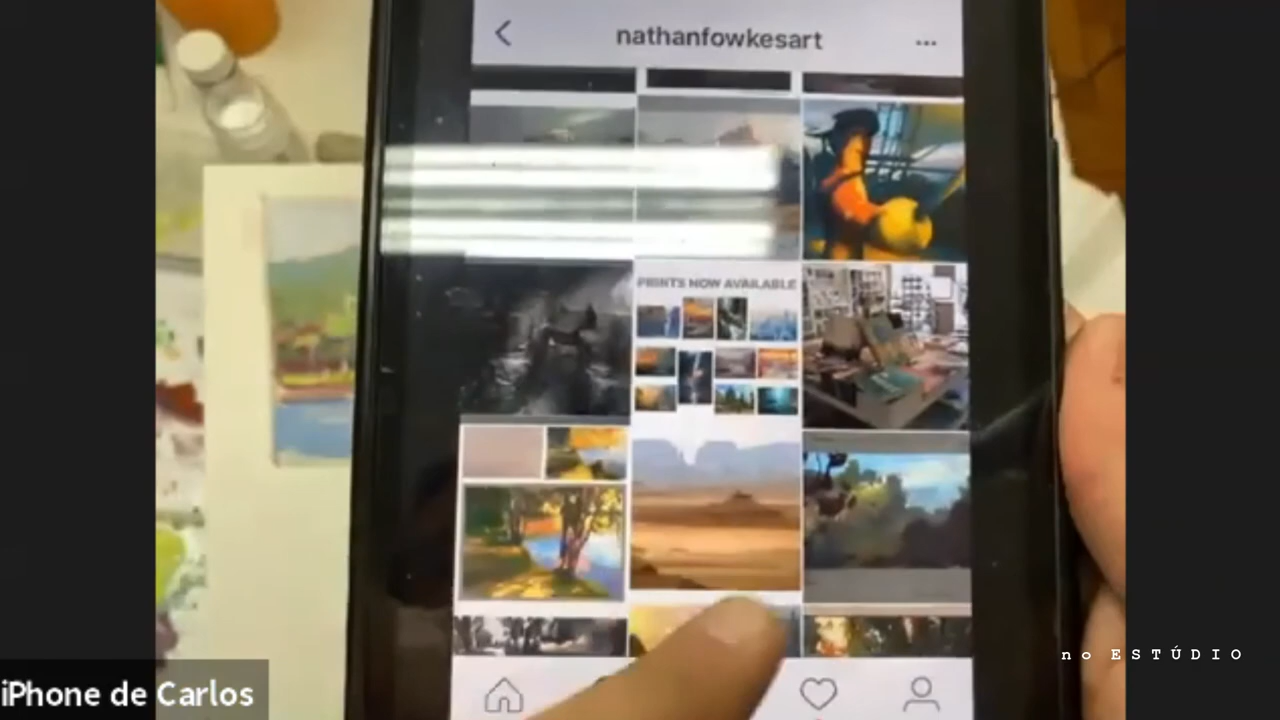 nathanfowkesart
PRINTS NOW AVAILABLE
no ESTÚDIO
iPhone de Carlos